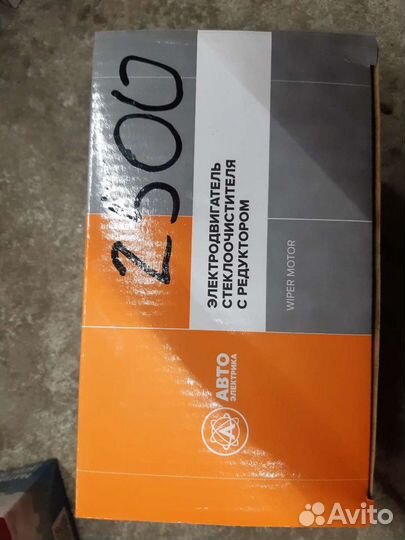 2500
ЭЛЕКТРОДВИГАТЕЛЬ
СТЕКЛООЧИСТИТЕЛЯ
С РЕДУКТОРОМ
WIPER MOTOR
АВТО
ЭЛЕКТРИКА
Avito